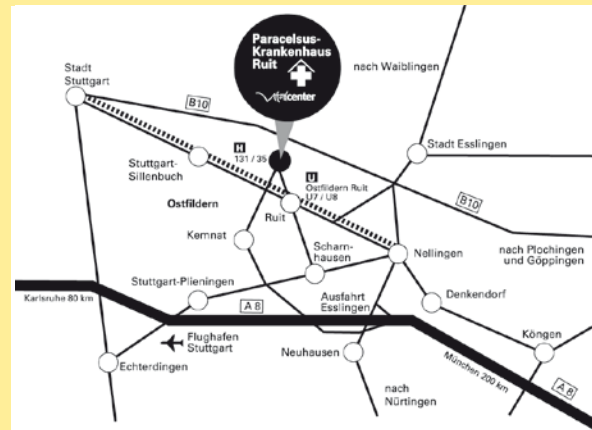 Paracelsus-
Krankenhaus
Ruit
Vitalcenter
nach Waiblingen
Stadt
Stuttgart
B10
H
131 / 35
Stadt Esslingen
Stuttgart-
Sillenbuch
U
Ostfildern Ruit
U7 / U8
Ostfildern
B10
Ruit
Kemnat
Scharn-
hausen
Nellingen
nach Plochingen
und Göppingen
Stuttgart-Plieningen
Karlsruhe 80 km
A 8
Ausfahrt
Esslingen
Denkendorf
Flughafen
Stuttgart
Köngen
Neuhausen
Echterdingen
München 200 km
nach
Nürtingen
A 8